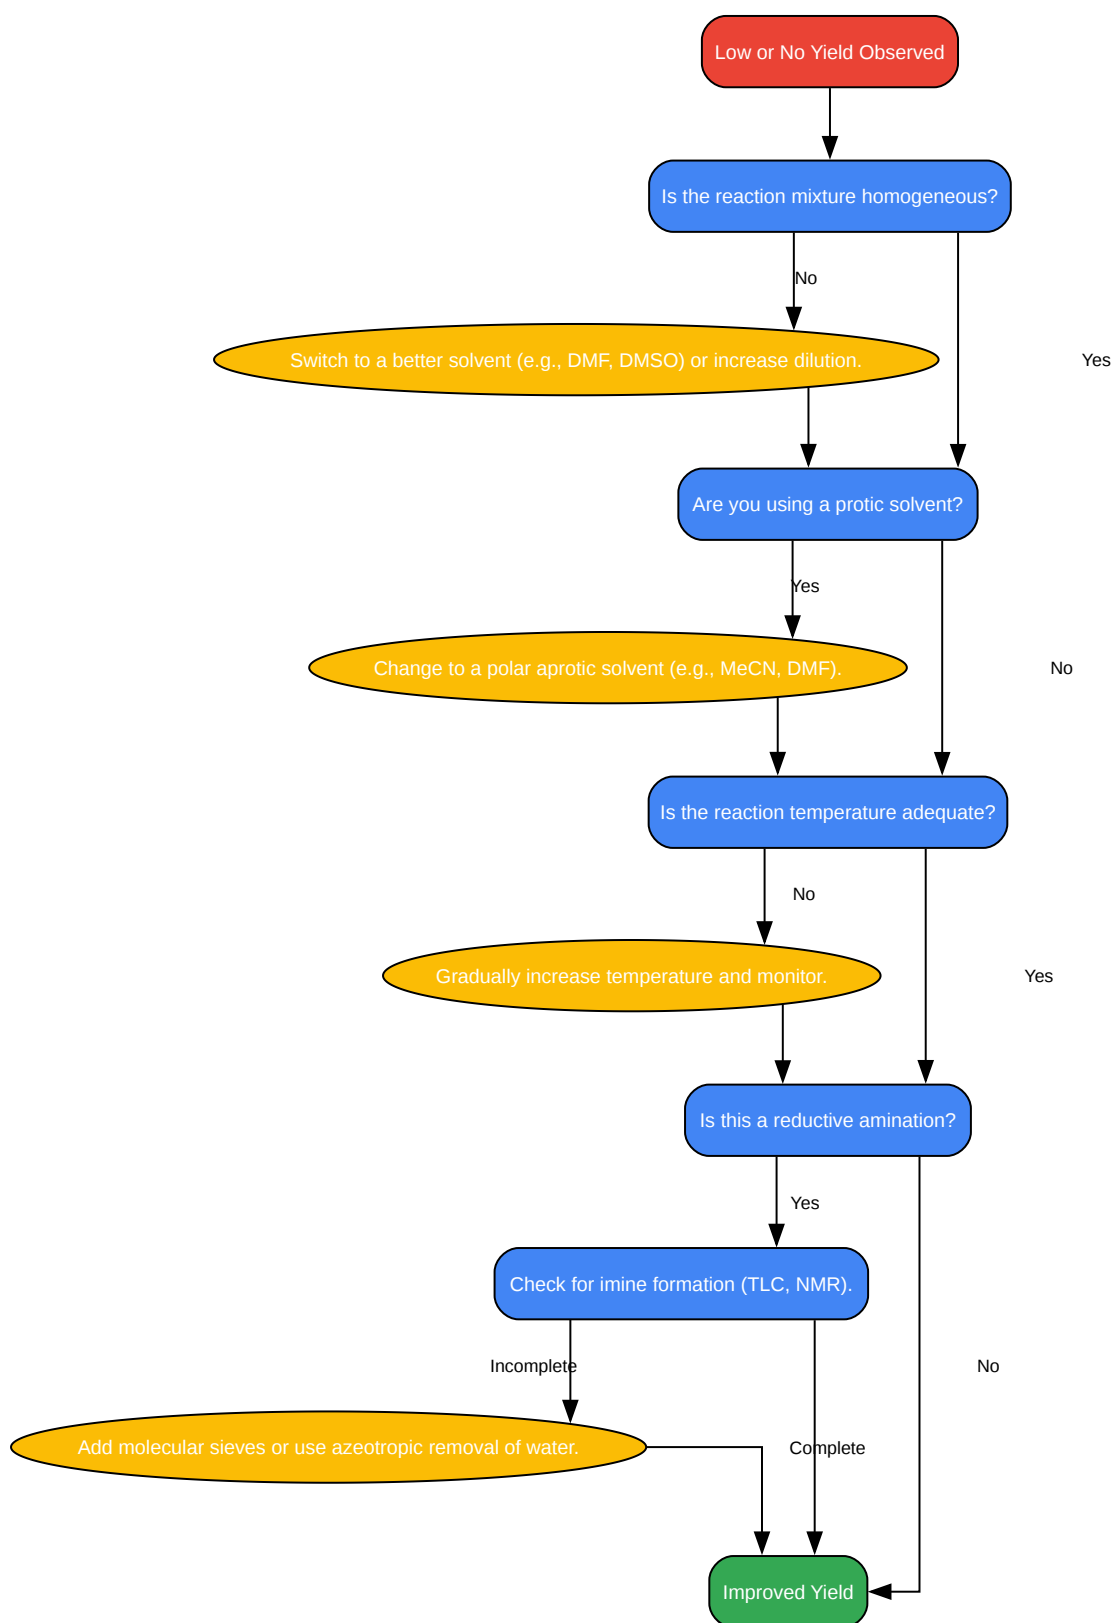 Low or No Yield Observed
Is the reaction mixture homogeneous?
No
Switch to a better solvent (e.g., DMF, DMSO) or increase dilution.
Yes
Are you using a protic solvent?
Yes
Change to a polar aprotic solvent (e.g., MeCN, DMF).
No
Is the reaction temperature adequate?
No
Gradually increase temperature and monitor.
Yes
Is this a reductive amination?
Yes
Check for imine formation (TLC, NMR).
Incomplete
No
Add molecular sieves or use azeotropic removal of water.
Complete
Improved Yield